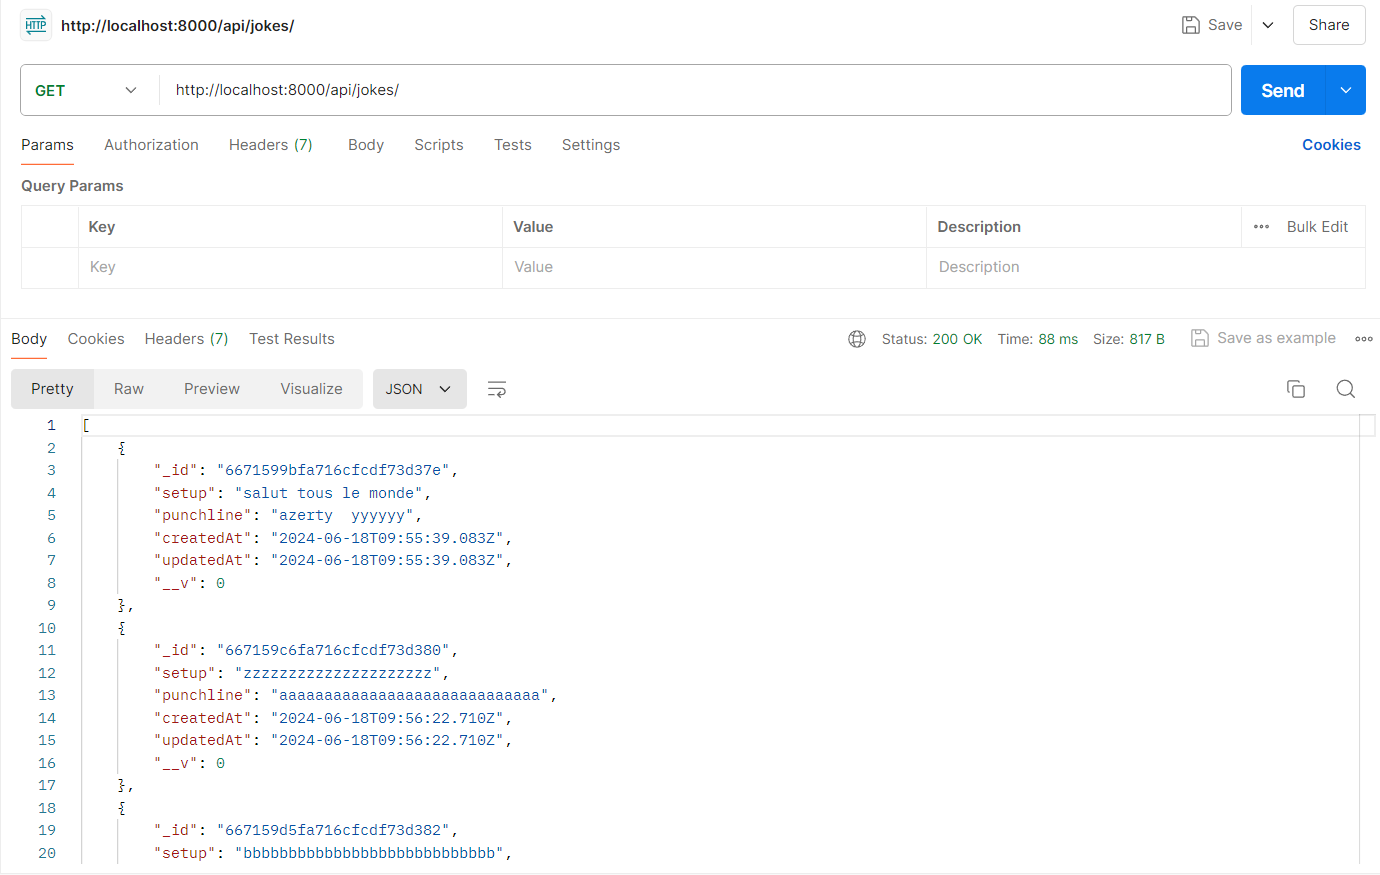 HTTP http://localhost:8000/api/jokes/ Save Share
GET http://localhost:8000/api/jokes/ Send
Params Authorization Headers (7) Body Scripts Tests Settings Cookies
Query Params
Key Value Description Bulk Edit
Key Value Description
Body Cookies Headers (7) Test Results Status: 200 OK Time: 88 ms Size: 817 B Save as example
Pretty Raw Preview Visualize JSON
1 [
2 {
3 "_id": "6671599bfa716cfcdf73d37e",
4 "setup": "salut tous le monde",
5 "punchline": "azerty  yyyyyy",
6 "createdAt": "2024-06-18T09:55:39.083Z",
7 "updatedAt": "2024-06-18T09:55:39.083Z",
8 "__v": 0
9 },
10 {
11 "_id": "667159c6fa716cfcdf73d380",
12 "setup": "zzzzzzzzzzzzzzzzzzzzz",
13 "punchline": "aaaaaaaaaaaaaaaaaaaaaaaaaaaaa",
14 "createdAt": "2024-06-18T09:56:22.710Z",
15 "updatedAt": "2024-06-18T09:56:22.710Z",
16 "__v": 0
17 },
18 {
19 "_id": "667159d5fa716cfcdf73d382",
20 "setup": "bbbbbbbbbbbbbbbbbbbbbbbbbbbb",